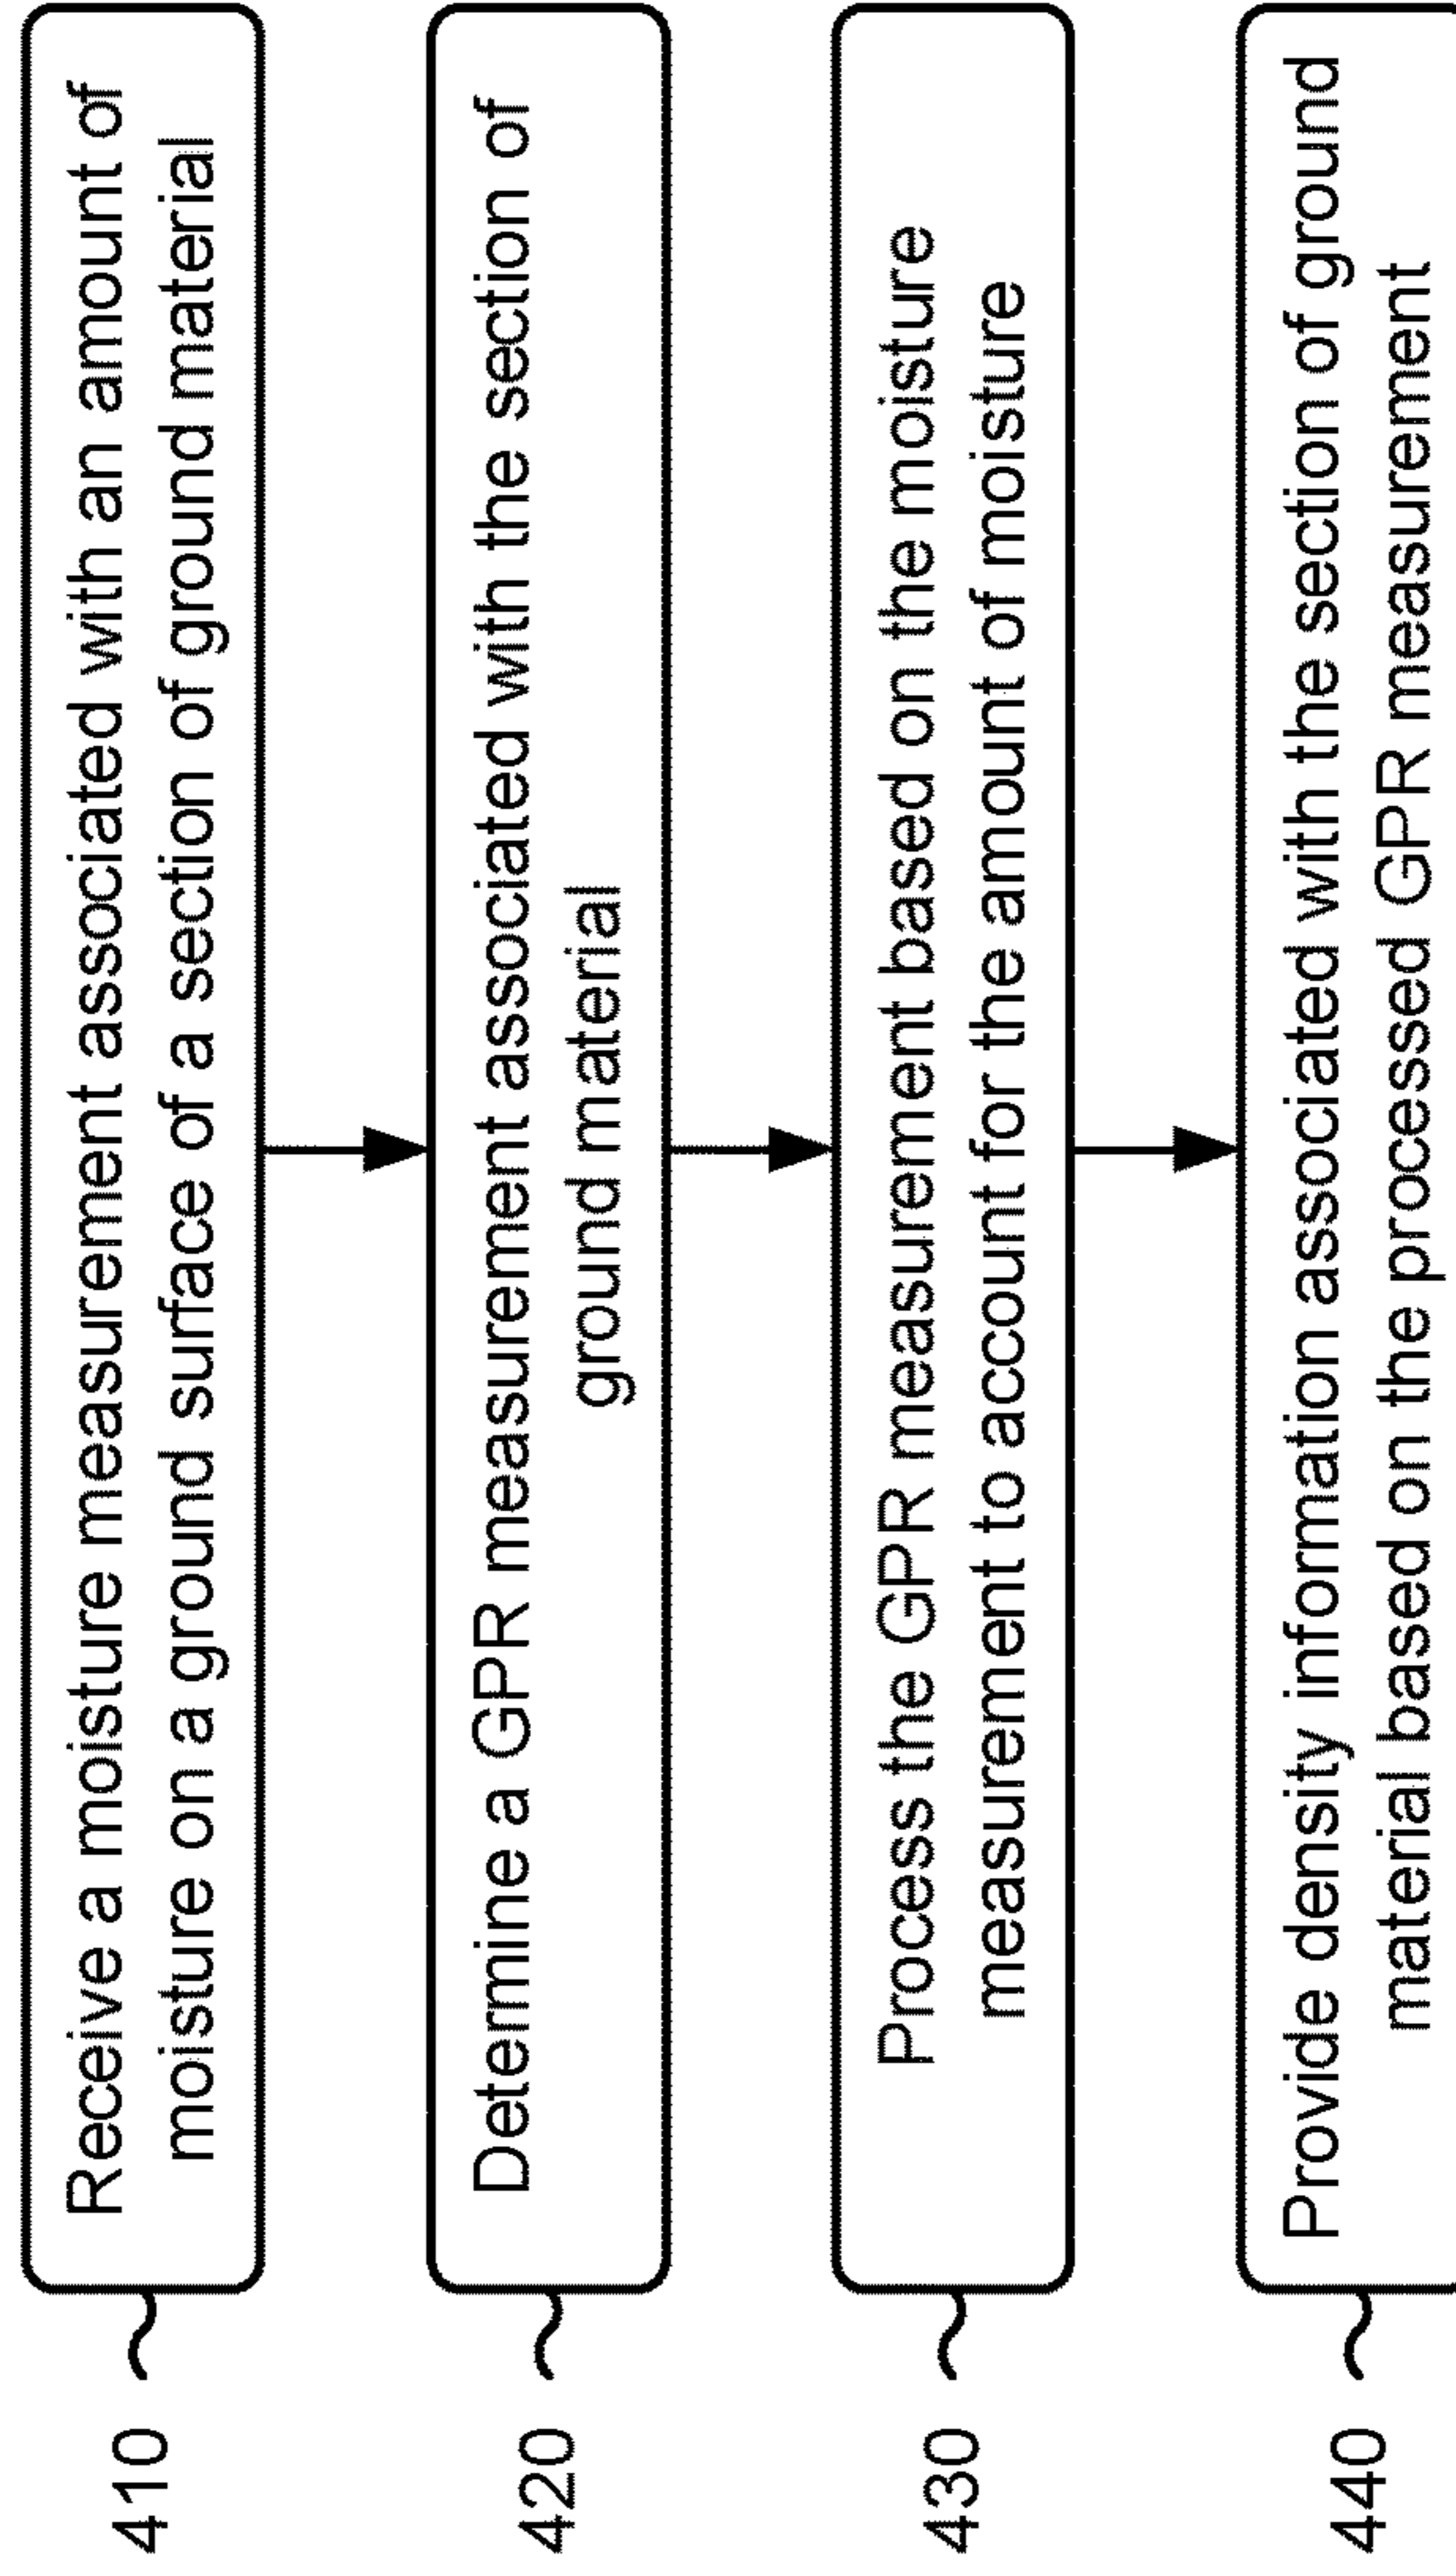 410
Receive a moisture measurement associated with an amount of
moisture on a ground surface of a section of ground material
420
Determine a GPR measurement associated with the section of
ground material
430
Process the GPR measurement based on the moisture
measurement to account for the amount of moisture
440
Provide density information associated with the section of ground
material based on the processed GPR measurement